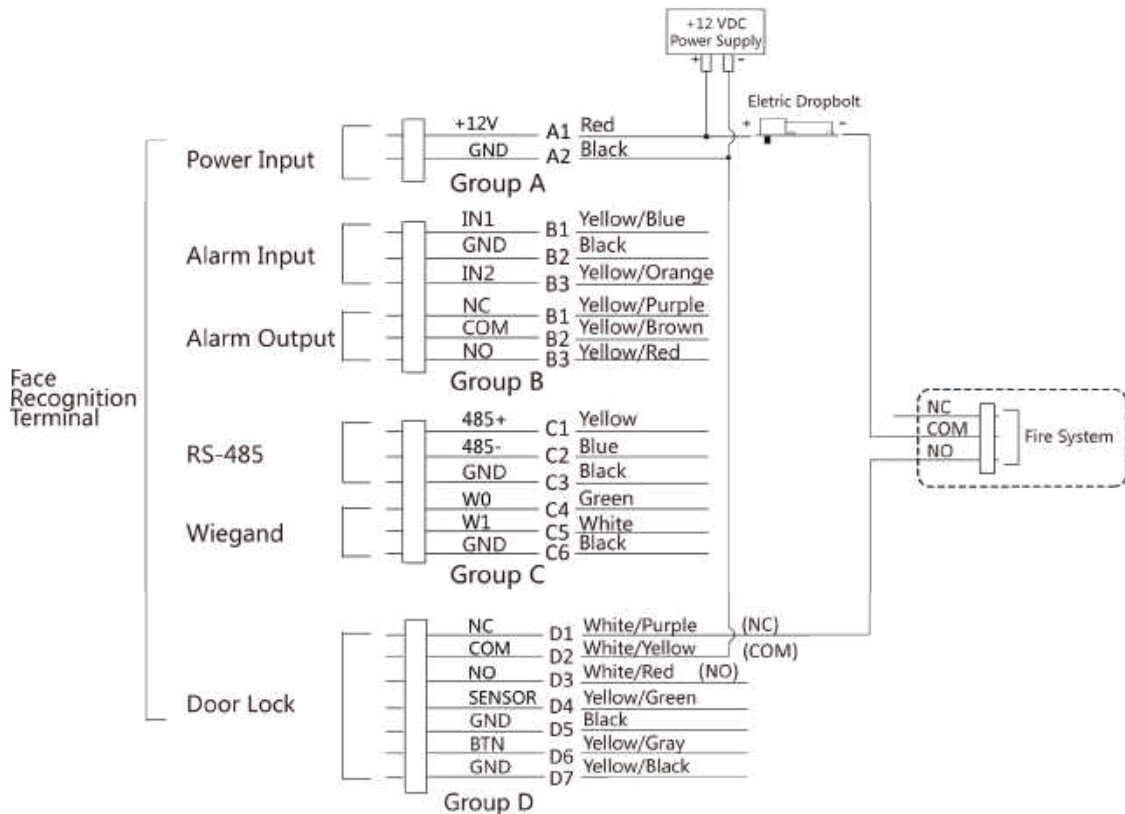 +12 VDC
Power Supply
+ -
Eletric Dropbolt
+ -
Face
Recognition
Terminal
Power Input
+12V A1 Red
GND A2 Black
Group A
Alarm Input
IN1 B1 Yellow/Blue
GND B2 Black
IN2 B3 Yellow/Orange
Alarm Output
NC B1 Yellow/Purple
COM B2 Yellow/Brown
NO B3 Yellow/Red
Group B
RS-485
485+ C1 Yellow
485- C2 Blue
GND C3 Black
Wiegand
W0 C4 Green
W1 C5 White
GND C6 Black
Group C
NC
COM
NO
Fire System
Door Lock
NC D1 White/Purple (NC)
COM D2 White/Yellow (COM)
NO D3 White/Red (NO)
SENSOR D4 Yellow/Green
GND D5 Black
BTN D6 Yellow/Gray
GND D7 Yellow/Black
Group D